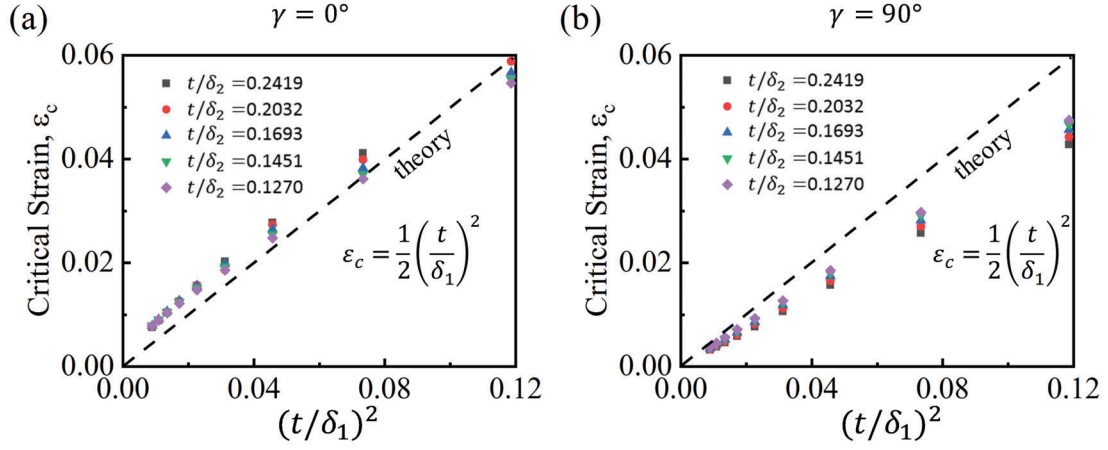 (a)
γ = 0°
Critical Strain, ε_c
0.06
0.04
0.02
0.00
t/δ₂ =0.2419
t/δ₂ =0.2032
t/δ₂ =0.1693
t/δ₂ =0.1451
t/δ₂ =0.1270
theory
ε_c = 1/2 (t/δ₁)²
0.00 0.04 0.08 0.12
(t/δ₁)²
(b)
γ = 90°
Critical Strain, ε_c
0.06
0.04
0.02
0.00
t/δ₂ =0.2419
t/δ₂ =0.2032
t/δ₂ =0.1693
t/δ₂ =0.1451
t/δ₂ =0.1270
theory
ε_c = 1/2 (t/δ₁)²
0.00 0.04 0.08 0.12
(t/δ₁)²